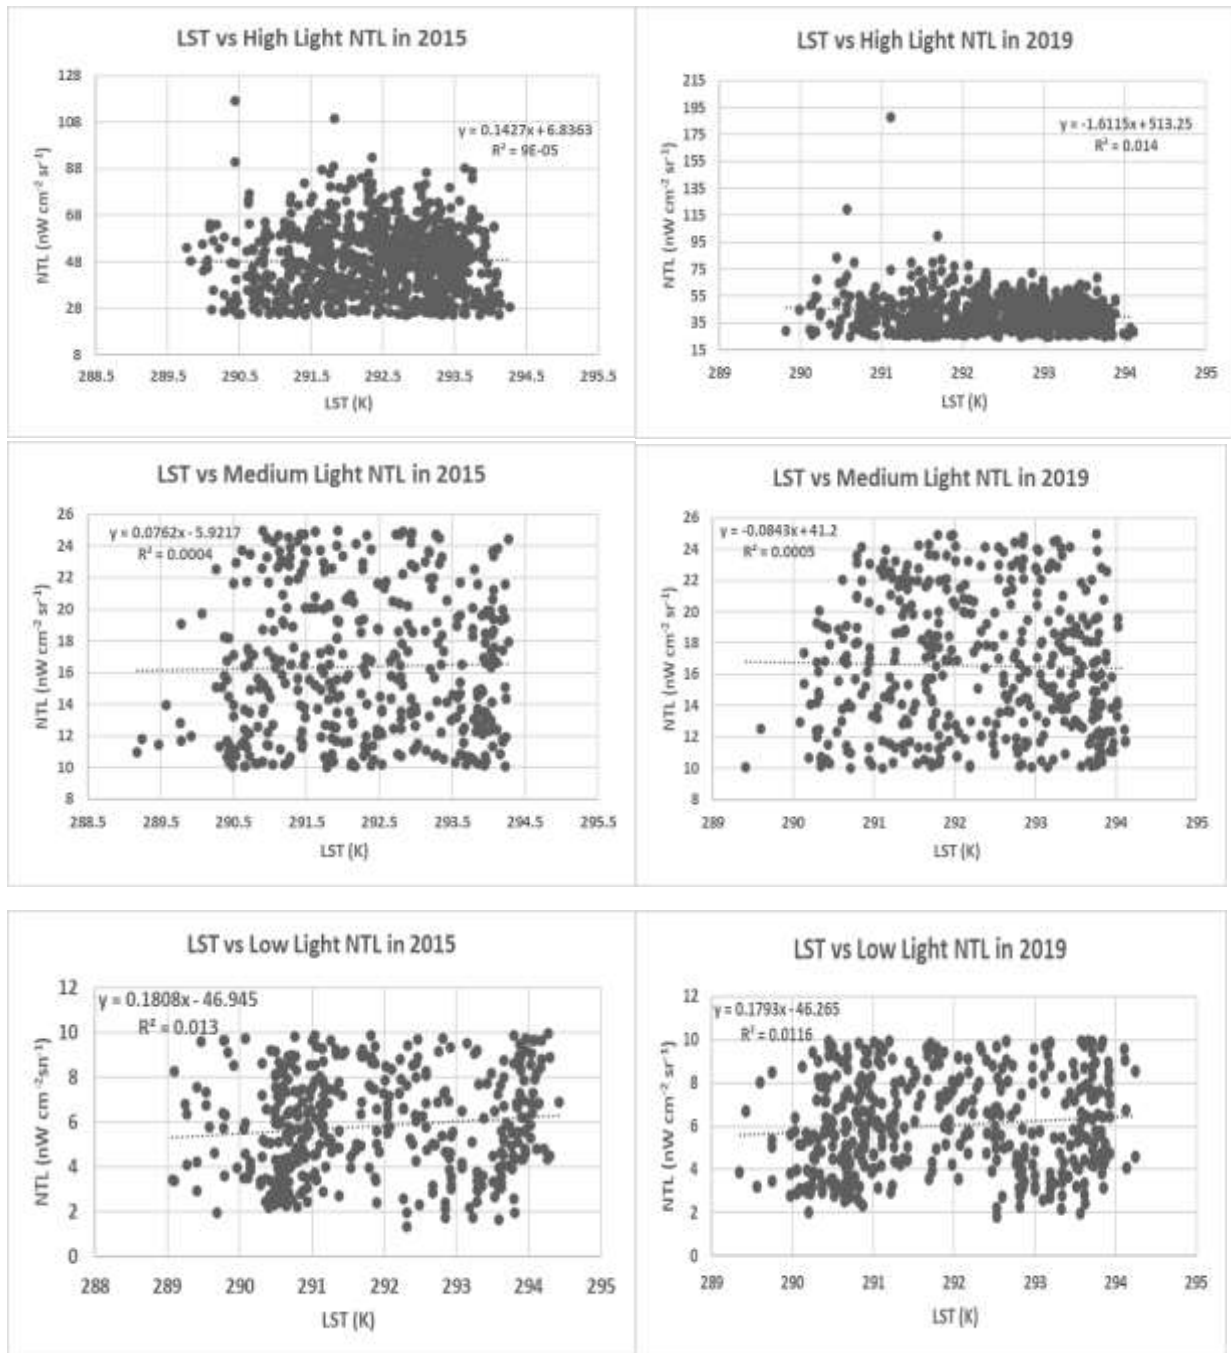 LST vs High Light NTL in 2015
128
108
88
68
48
28
8
NTL (nW cm⁻² sr⁻¹)
y = 0.1427x + 6.8363
R² = 9E-05
288.5 289.5 290.5 291.5 292.5 293.5 294.5 295.5
LST (K)
LST vs High Light NTL in 2019
215
195
175
155
135
115
95
75
55
35
15
NTL (nW cm⁻² sr⁻¹)
y = -1.6115x + 513.25
R² = 0.014
289 290 291 292 293 294 295
LST (K)
LST vs Medium Light NTL in 2015
26
24
22
20
18
16
14
12
10
8
NTL (nW cm⁻² sr⁻¹)
y = 0.0762x - 5.9217
R² = 0.0004
288.5 289.5 290.5 291.5 292.5 293.5 294.5 295.5
LST (K)
LST vs Medium Light NTL in 2019
26
24
22
20
18
16
14
12
10
8
NTL (nW cm⁻² sr⁻¹)
y = -0.0843x + 41.2
R² = 0.0005
289 290 291 292 293 294 295
LST (K)
LST vs Low Light NTL in 2015
12
10
8
6
4
2
0
NTL (nW cm⁻²sn⁻¹)
y = 0.1808x - 46.945
R² = 0.013
288 289 290 291 292 293 294 295
LST (K)
LST vs Low Light NTL in 2019
12
10
8
6
4
2
0
NTL (nW cm⁻² sr⁻¹)
y = 0.1793x - 46.265
R² = 0.0116
289 290 291 292 293 294 295
LST (K)